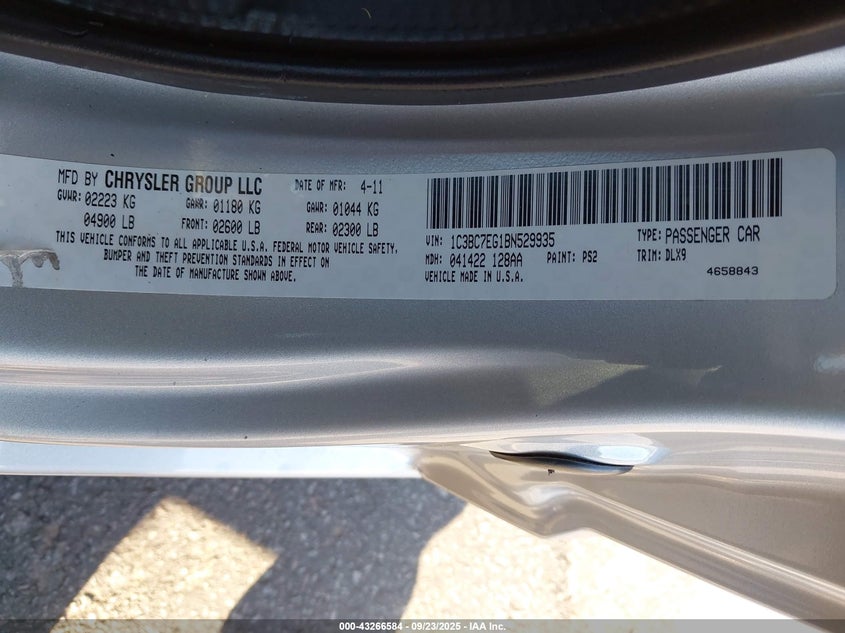 MFD BY CHRYSLER GROUP LLC DATE OF MFR: 4-11
GVWR: 02223 KG GAWR: 01180 KG GAWR: 01044 KG
04900 LB FRONT: 02600 LB REAR: 02300 LB
THIS VEHICLE CONFORMS TO ALL APPLICABLE U.S.A. FEDERAL MOTOR VEHICLE SAFETY,
BUMPER AND THEFT PREVENTION STANDARDS IN EFFECT ON
THE DATE OF MANUFACTURE SHOWN ABOVE.
VIN: 1C3BC7EG1BN529935 TYPE: PASSENGER CAR
MDH: 041422 128AA PAINT: PS2 TRIM: DLX9
VEHICLE MADE IN U.S.A. 4658843
000-43266584 | 09/23/2025 | IAA Inc.